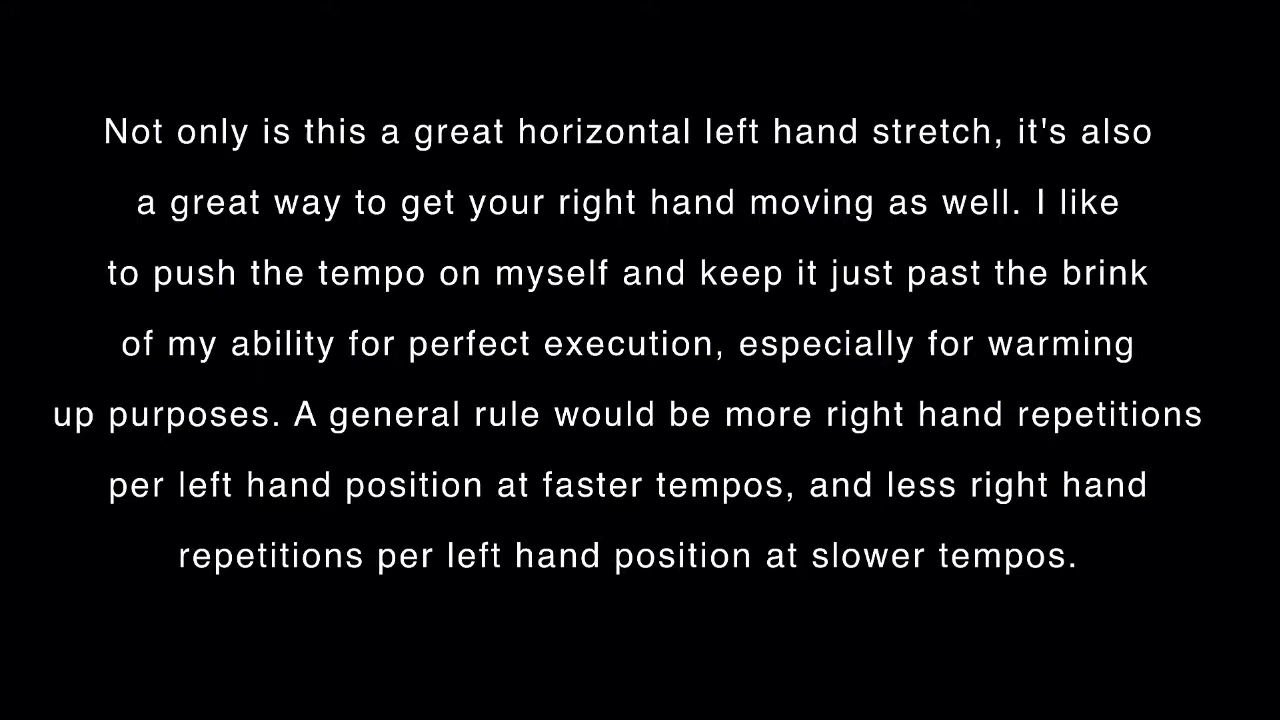 Not only is this a great horizontal left hand stretch, it's also
a great way to get your right hand moving as well. I like
to push the tempo on myself and keep it just past the brink
of my ability for perfect execution, especially for warming
up purposes. A general rule would be more right hand repetitions
per left hand position at faster tempos, and less right hand
repetitions per left hand position at slower tempos.